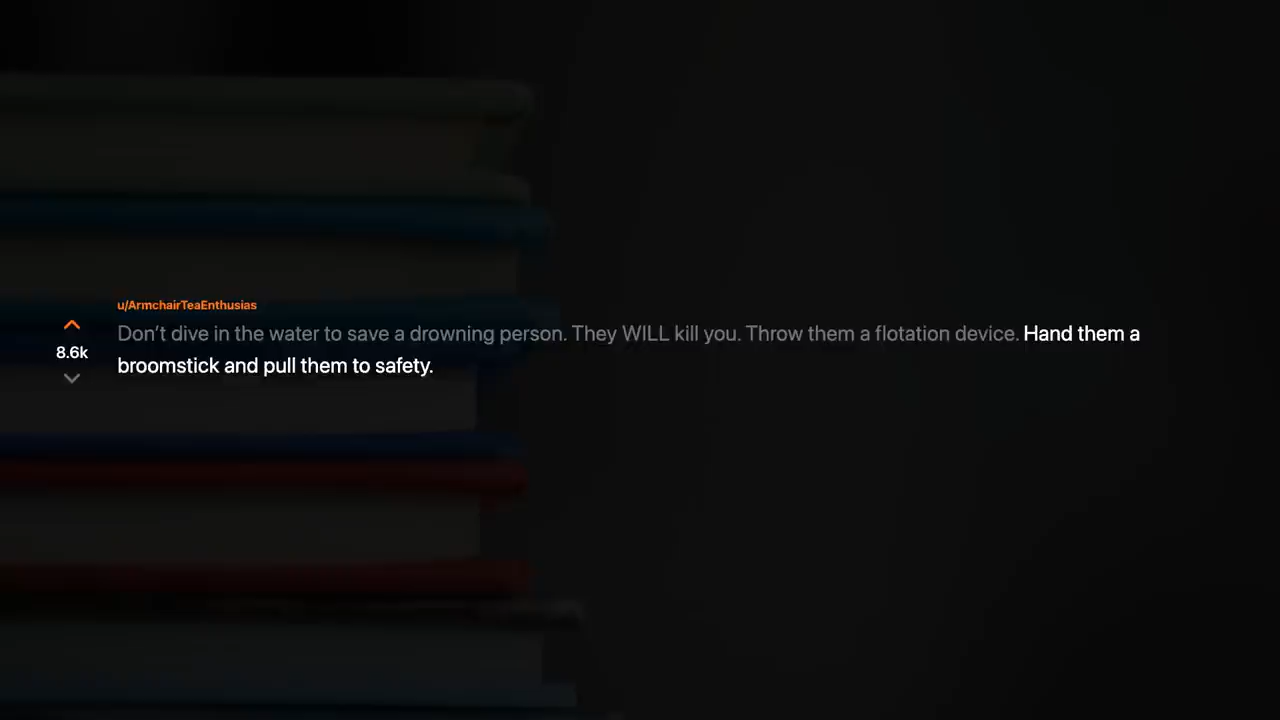 u/ArmchairTeaEnthusias
Don’t dive in the water to save a drowning person. They WILL kill you. Throw them a flotation device. Hand them a
8.6k
broomstick and pull them to safety.